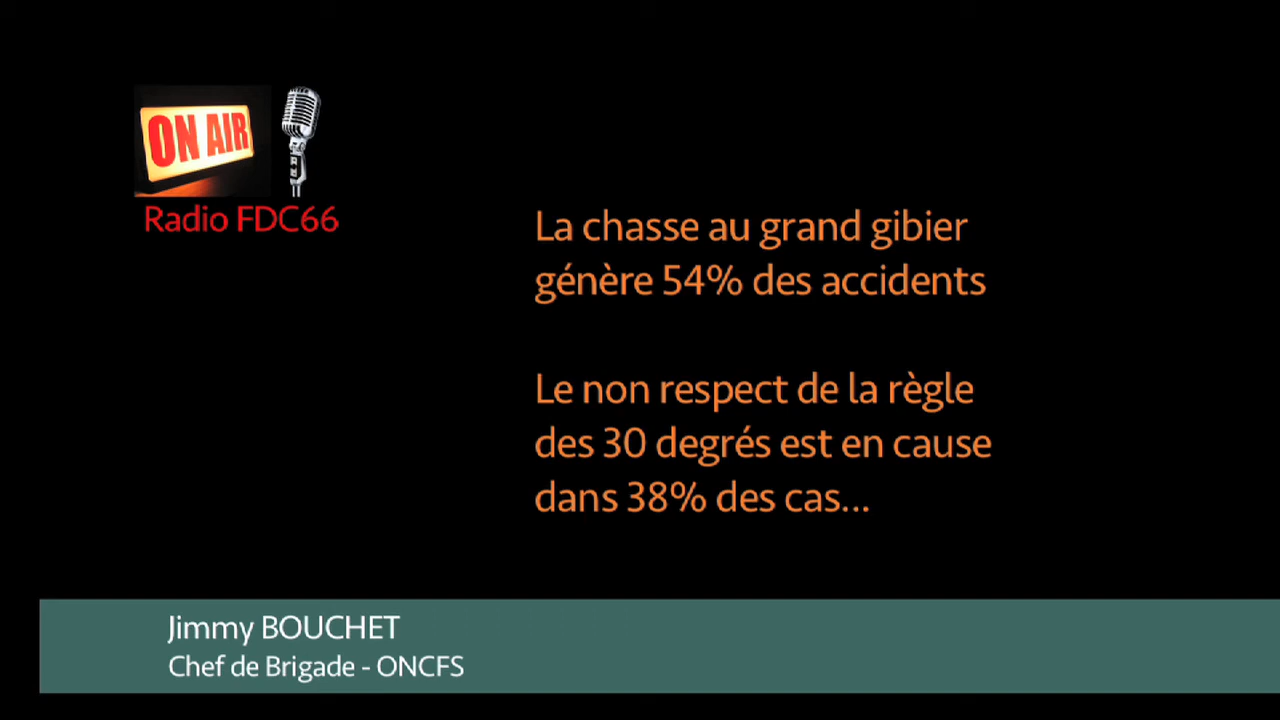 ON AIR
Radio FDC66
La chasse au grand gibier
génère 54% des accidents
Le non respect de la règle
des 30 degrés est en cause
dans 38% des cas...
Jimmy BOUCHET
Chef de Brigade - ONCFS